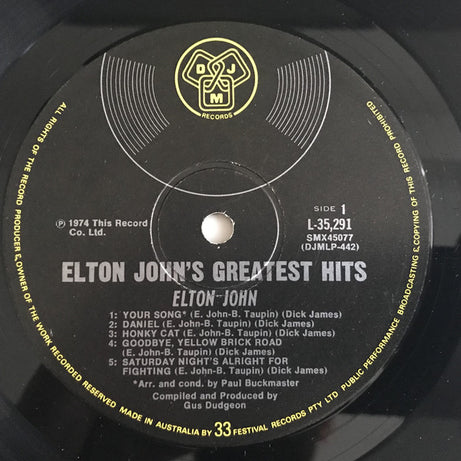 DJM
RECORDS
SIDE 1
L-35,291
SMX45077
(DJMLP-442)
℗ 1974 This Record
Co. Ltd.
ELTON JOHN'S GREATEST HITS
ELTON JOHN
1: YOUR SONG* (E. John-B. Taupin) (Dick James)
2: DANIEL (E. John-B. Taupin) (Dick James)
3: HONKY CAT (E. John-B. Taupin) (Dick James)
4: GOODBYE, YELLOW BRICK ROAD
(E. John-B. Taupin) (Dick James)
5: SATURDAY NIGHT'S ALRIGHT FOR
FIGHTING (E. John-B. Taupin) (Dick James)
*Arr. and cond. by Paul Buckmaster
Compiled and Produced by
Gus Dudgeon
ALL RIGHTS OF THE RECORD PRODUCER & OWNER OF THE WORK RECORDED RESERVED MADE IN AUSTRALIA BY 33 FESTIVAL RECORDS PTY LTD PUBLIC PERFORMANCE BROADCASTING & COPYING OF THIS RECORD PROHIBITED